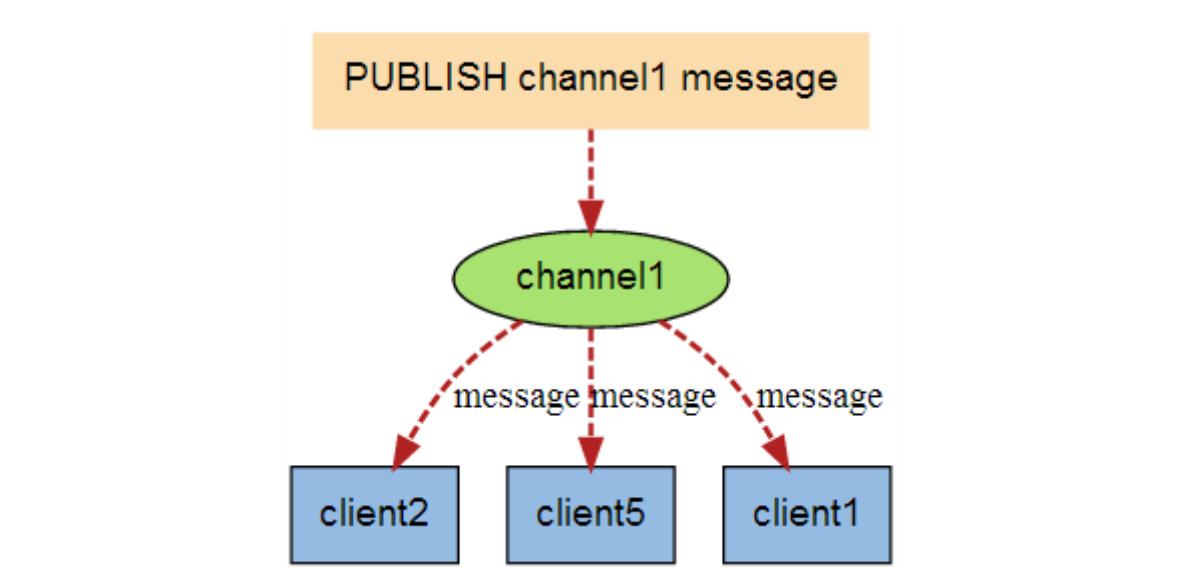 PUBLISH channel1 message
channel1
message message message
client2 client5 client1